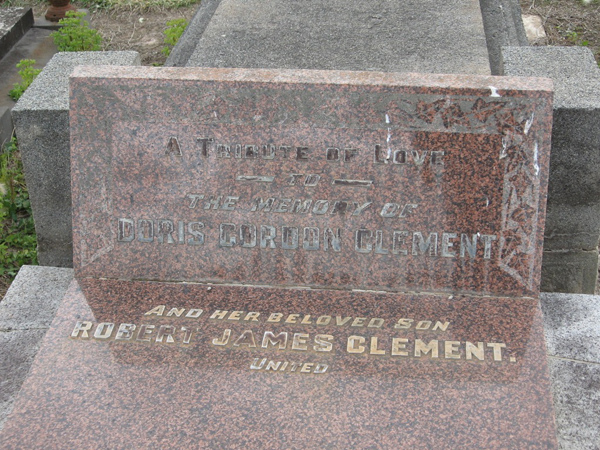 A TRIBUTE OF LOVE
TO
THE MEMORY OF
DORIS GORDON CLEMENT
AND HER BELOVED SON
ROBERT JAMES CLEMENT.
UNITED